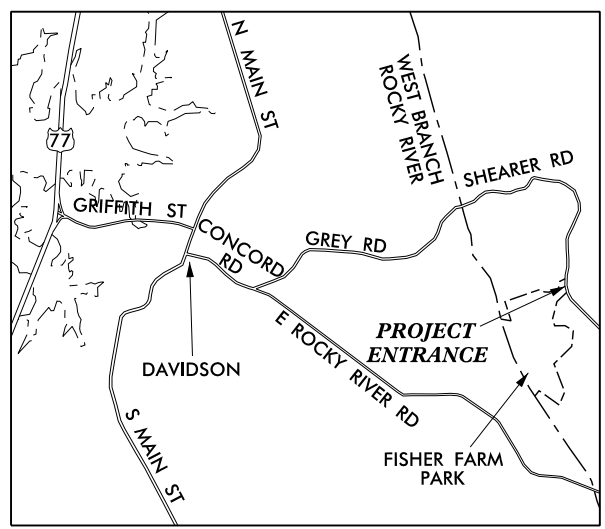 N MAIN ST
WEST BRANCH
ROCKY RIVER
77
SHEARER RD
GRIFFITH ST
CONCORD
RD
GREY RD
PROJECT
ENTRANCE
E ROCKY RIVER RD
DAVIDSON
S MAIN ST
FISHER FARM
PARK